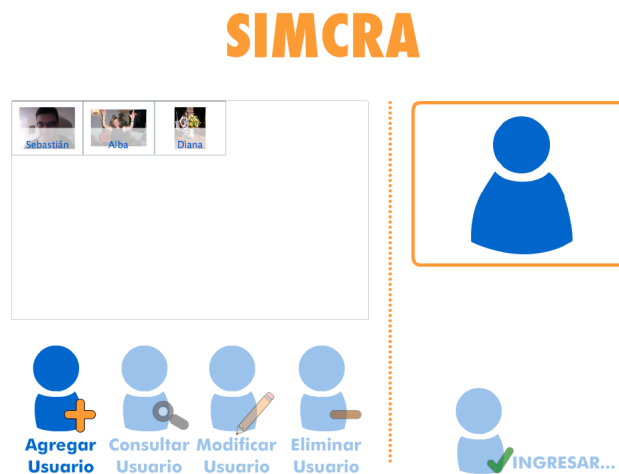 SIMCRA
Sebastián Alba Diana
Agregar Usuario
Consultar Usuario
Modificar Usuario
Eliminar Usuario
INGRESAR...